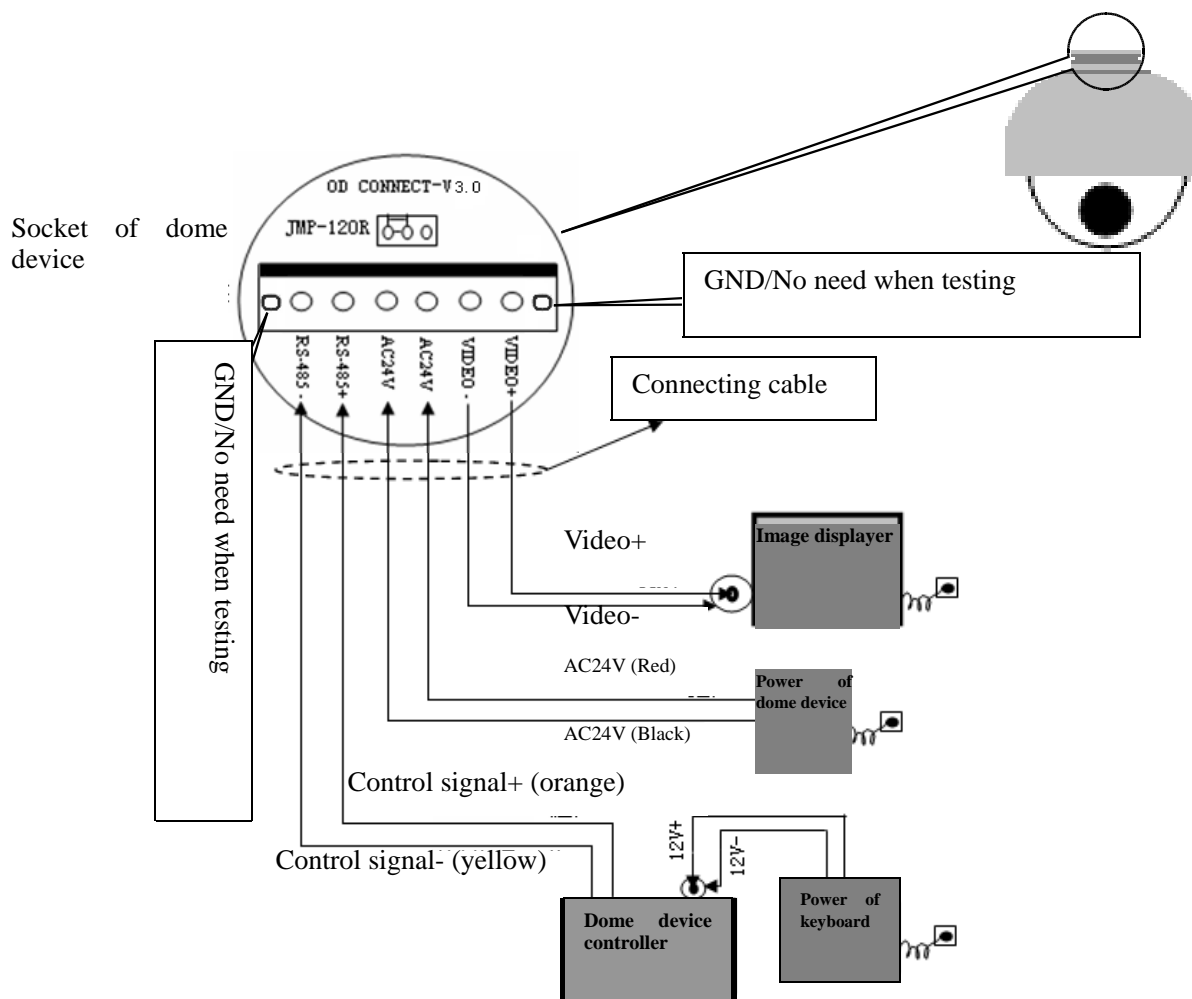 OD CONNECT-V3.0
JMP-120R
Socket of dome
device
GND/No need when testing
RS-485-
RS-485+
AC24V
AC24V
VIDEO-
VIDEO+
GND/No need when testing
Connecting cable
Video+
Image displayer
Video-
AC24V (Red)
Power of
dome device
AC24V (Black)
Control signal+ (orange)
12V+
12V-
Control signal- (yellow)
Power of
keyboard
Dome device
controller